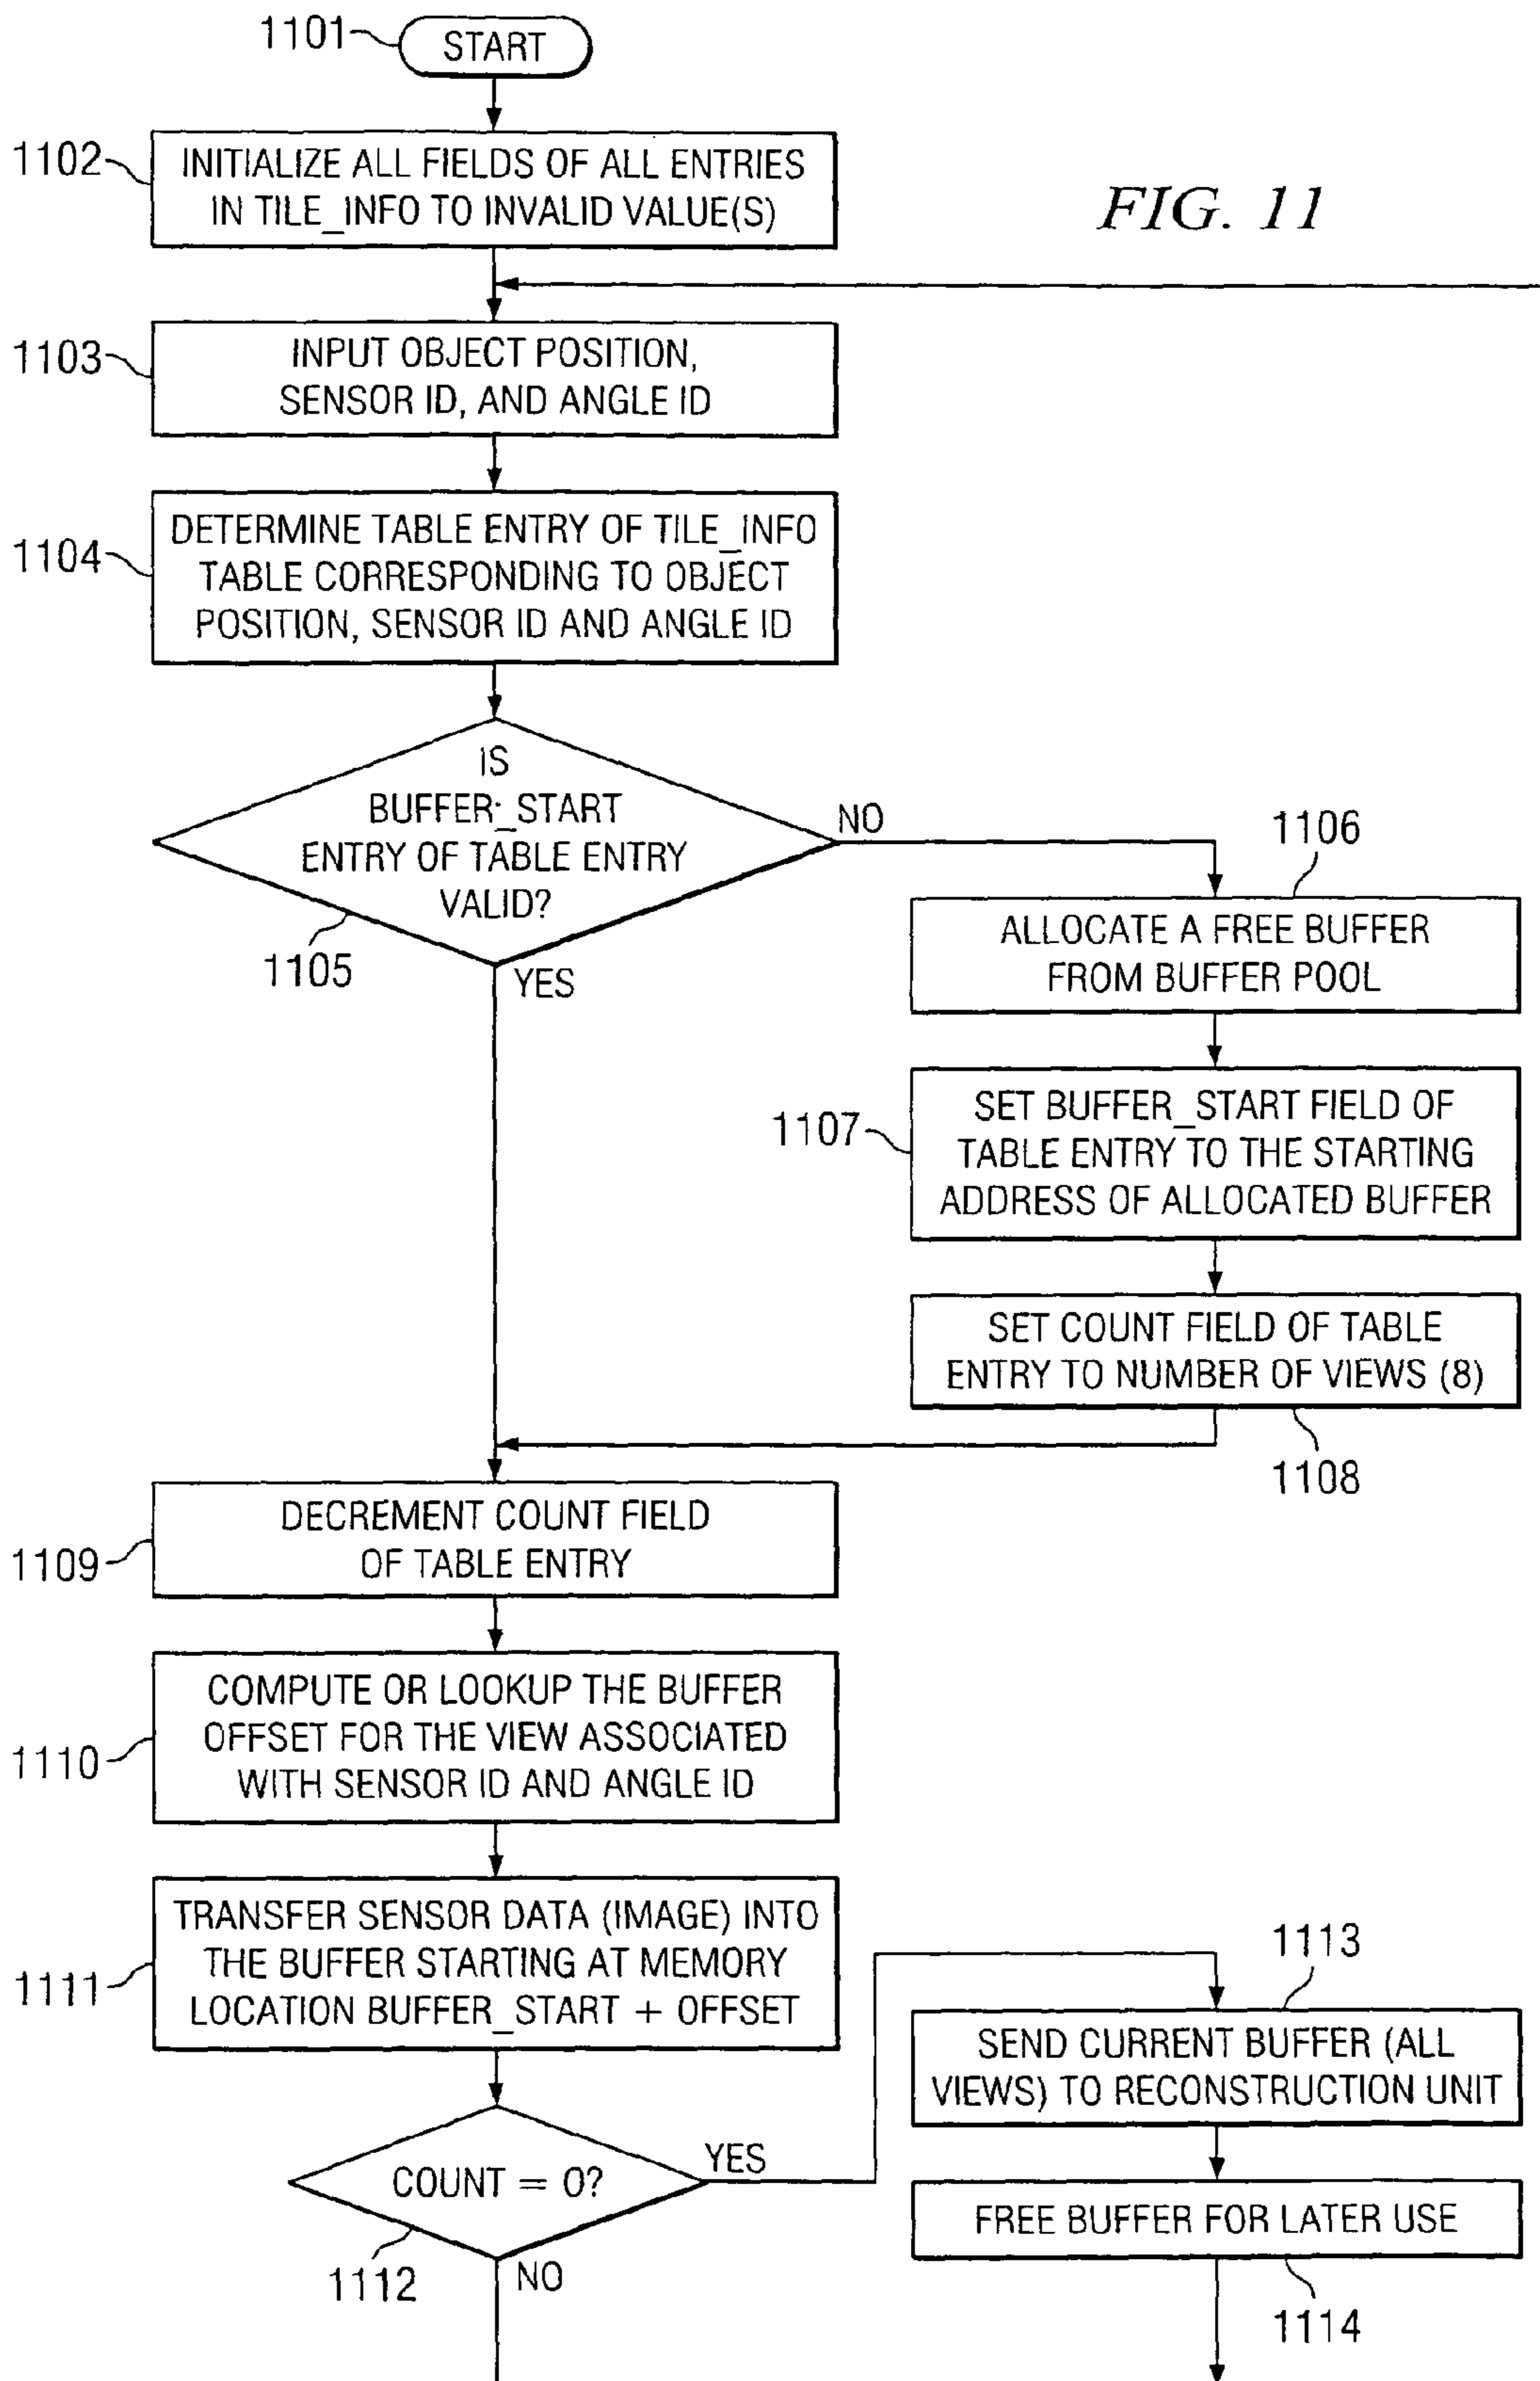 1101
START
1102
INITIALIZE ALL FIELDS OF ALL ENTRIES
IN TILE_INFO TO INVALID VALUE(S)
FIG. 11
1103
INPUT OBJECT POSITION,
SENSOR ID, AND ANGLE ID
1104
DETERMINE TABLE ENTRY OF TILE_INFO
TABLE CORRESPONDING TO OBJECT
POSITION, SENSOR ID AND ANGLE ID
IS
BUFFER_START
ENTRY OF TABLE ENTRY
VALID?
NO
1105
YES
1106
ALLOCATE A FREE BUFFER
FROM BUFFER POOL
1107
SET BUFFER_START FIELD OF
TABLE ENTRY TO THE STARTING
ADDRESS OF ALLOCATED BUFFER
SET COUNT FIELD OF TABLE
ENTRY TO NUMBER OF VIEWS (8)
1108
1109
DECREMENT COUNT FIELD
OF TABLE ENTRY
1110
COMPUTE OR LOOKUP THE BUFFER
OFFSET FOR THE VIEW ASSOCIATED
WITH SENSOR ID AND ANGLE ID
1111
TRANSFER SENSOR DATA (IMAGE) INTO
THE BUFFER STARTING AT MEMORY
LOCATION BUFFER_START + OFFSET
COUNT = 0?
YES
1112
NO
1113
SEND CURRENT BUFFER (ALL
VIEWS) TO RECONSTRUCTION UNIT
FREE BUFFER FOR LATER USE
1114